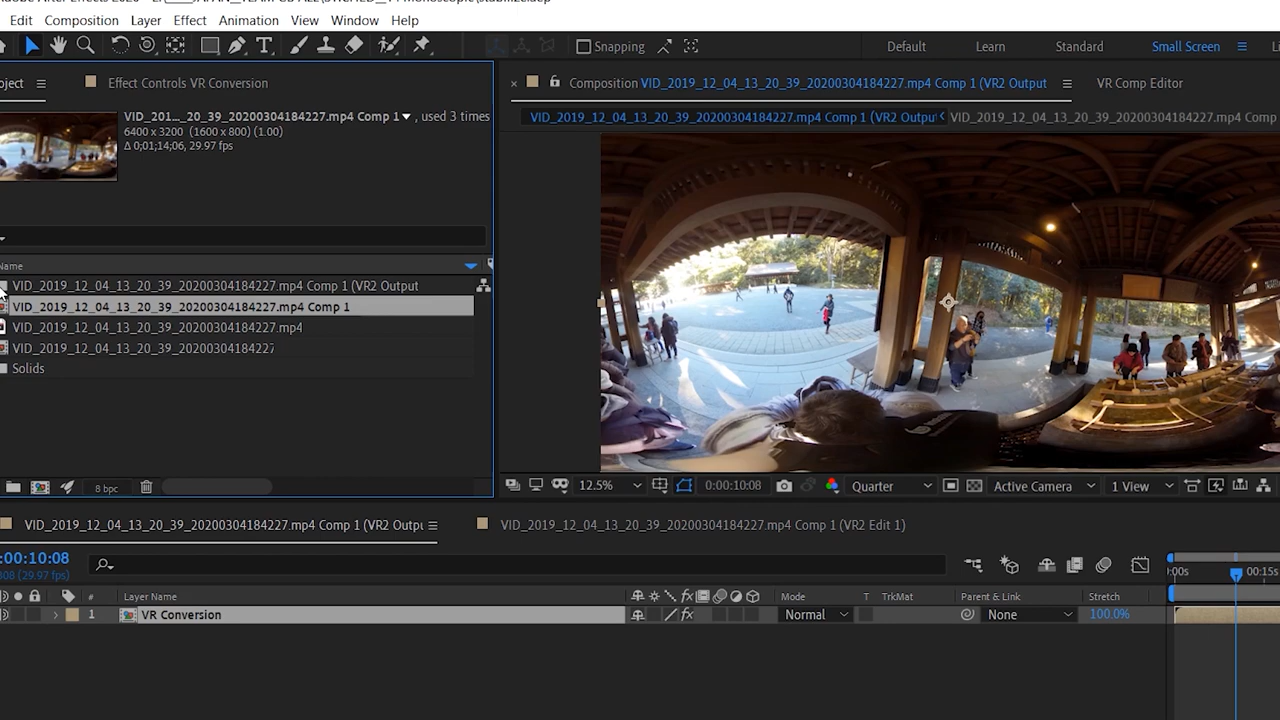 Edit Composition Layer Effect Animation View Window Help
Snapping
Default Learn Standard Small Screen
oject Effect Controls VR Conversion
Composition VID_2019_12_04_13_20_39_20200304184227.mp4 Comp 1 (VR2 Output VR Comp Editor
VID_201..._20_39_20200304184227.mp4 Comp 1 , used 3 times
6400 x 3200 (1600 x 800) (1.00)
Δ 0;01;14;06, 29.97 fps
VID_2019_12_04_13_20_39_20200304184227.mp4 Comp 1 (VR2 Output VID_2019_12_04_13_20_39_20200304184227.mp4 Comp
Name
VID_2019_12_04_13_20_39_20200304184227.mp4 Comp 1 (VR2 Output
VID_2019_12_04_13_20_39_20200304184227.mp4 Comp 1
VID_2019_12_04_13_20_39_20200304184227.mp4
VID_2019_12_04_13_20_39_20200304184227
Solids
8 bpc
12.5% 0:00:10:08 Quarter Active Camera 1 View
VID_2019_12_04_13_20_39_20200304184227.mp4 Comp 1 (VR2 Outpu VID_2019_12_04_13_20_39_20200304184227.mp4 Comp 1 (VR2 Edit 1)
:00:10:08
(29.97 fps)
:00s 00:15s
# Layer Name Mode T TrkMat Parent & Link Stretch
1 VR Conversion Normal None 100.0%